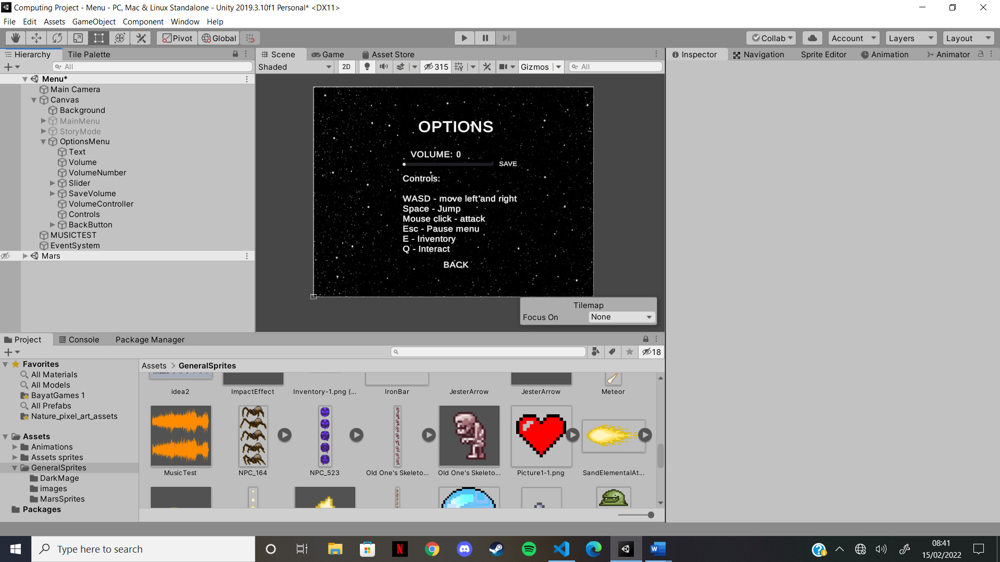 Computing Project - Menu - PC, Mac & Linux Standalone - Unity 2019.3.10f1 Personal* <DX11>
File Edit Assets GameObject Component Window Help
Pivot Global Collab Account Layers Layout
Hierarchy Tile Palette
All
Menu*
Main Camera
Canvas
Background
MainMenu
StoryMode
OptionsMenu
Text
Volume
VolumeNumber
Slider
SaveVolume
VolumeController
Controls
BackButton
MUSICTEST
EventSystem
Mars
Scene Game Asset Store
Shaded 2D 315 Gizmos All
OPTIONS
VOLUME: 0
SAVE
Controls:
WASD - move left and right
Space - Jump
Mouse click - attack
Esc - Pause menu
E - Inventory
Q - Interact
BACK
Tilemap
Focus On None
Inspector Navigation Sprite Editor Animation Animator
Project Console Package Manager
18
Favorites
All Materials
All Models
BayatGames 1
All Prefabs
Nature_pixel_art_assets
Assets
Animations
Assets sprites
GeneralSprites
DarkMage
images
MarsSprites
Packages
Assets > GeneralSprites
idea2 ImpactEffect Inventory-1.png (... IronBar JesterArrow JesterArrow Meteor
MusicTest NPC_164 NPC_523 Old One's Skeleto... Old One's Skeleto... Picture1-1.png SandElementalAt...
Type here to search
08:41
15/02/2022